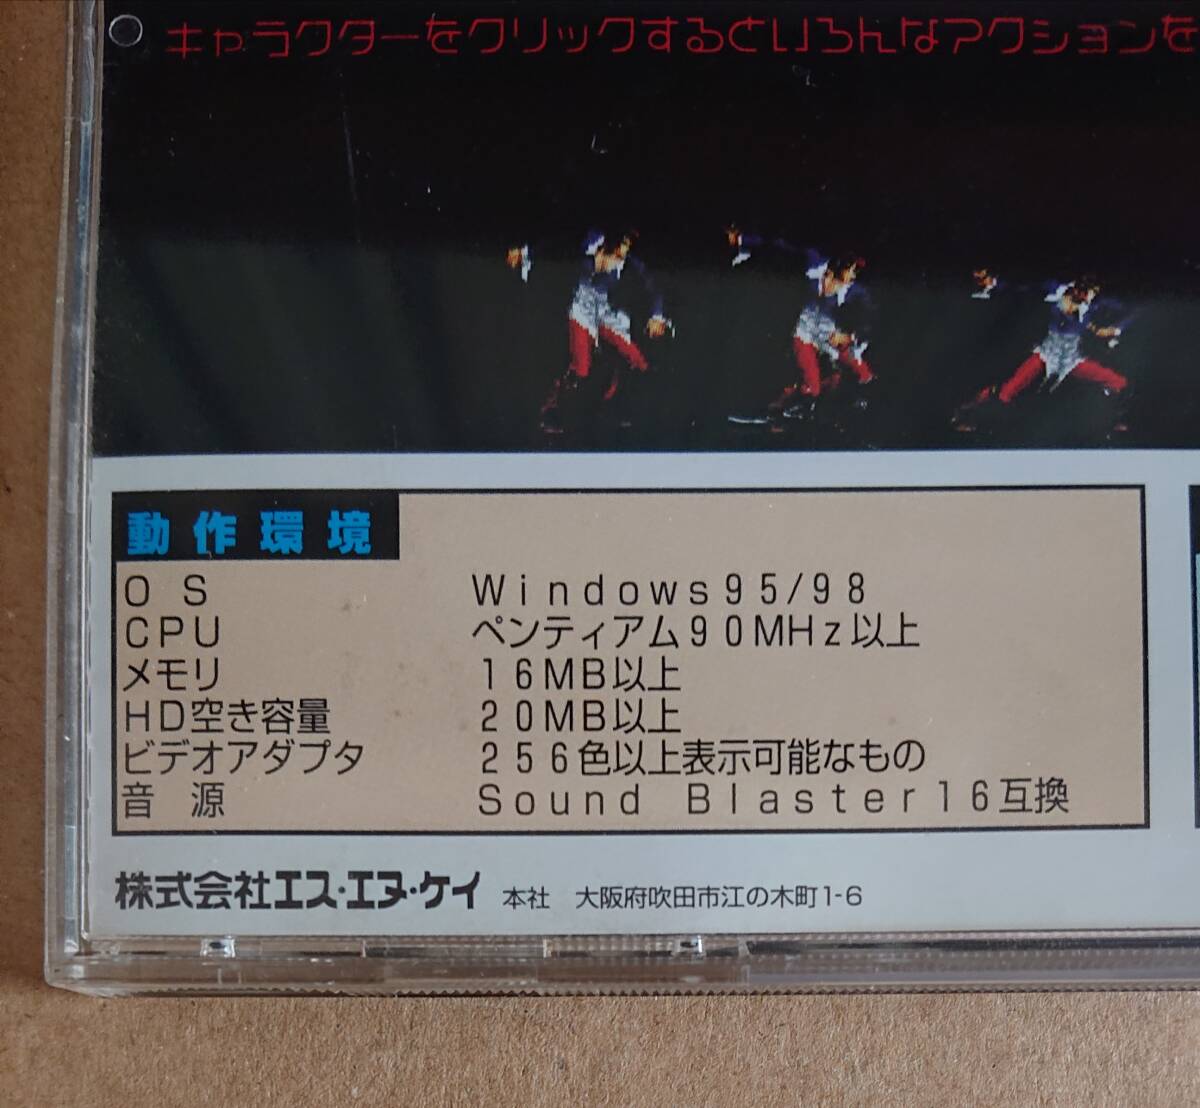 キャラクターをクリックするといろんなアクションを
動作環境
OS Windows95/98
CPU ペンティアム90MHz以上
メモリ 16MB以上
HD空き容量 20MB以上
ビデオアダプタ 256色以上表示可能なもの
音源 Sound Blaster16互換
株式会社エス・エヌ・ケイ 本社 大阪府吹田市江の木町1-6